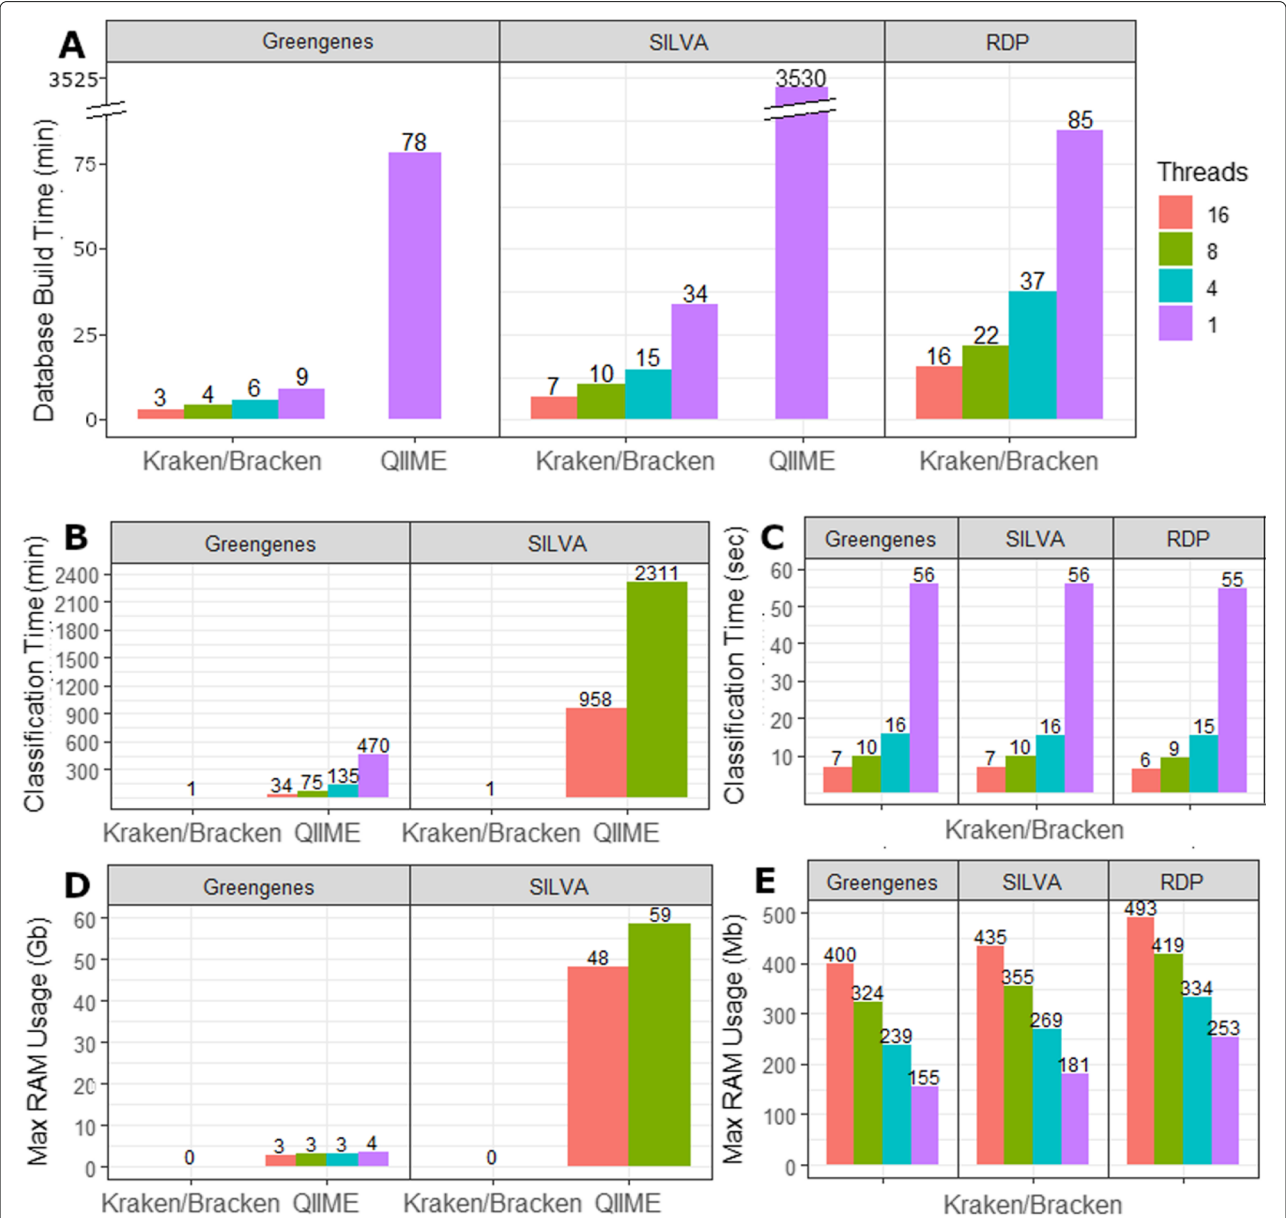 A
Greengenes
SILVA
RDP
Database Build Time (min)
3525
75
50
25
0
3
4
6
9
78
7
10
15
34
3530
16
22
37
85
Kraken/Bracken
QIIME
Kraken/Bracken
QIIME
Kraken/Bracken
Threads
16
8
4
1
B
Greengenes
SILVA
Classification Time (min)
2400
2100
1800
1500
1200
900
600
300
1
34
75
135
470
1
958
2311
Kraken/Bracken
QIIME
Kraken/Bracken
QIIME
C
Greengenes
SILVA
RDP
Classification Time (sec)
60
50
40
30
20
10
7
10
16
56
7
10
16
56
6
9
15
55
Kraken/Bracken
D
Greengenes
SILVA
Max RAM Usage (Gb)
60
50
40
30
20
10
0
0
3
3
3
4
0
48
59
Kraken/Bracken
QIIME
Kraken/Bracken
QIIME
E
Greengenes
SILVA
RDP
Max RAM Usage (Mb)
500
400
300
200
100
0
400
324
239
155
435
355
269
181
493
419
334
253
Kraken/Bracken